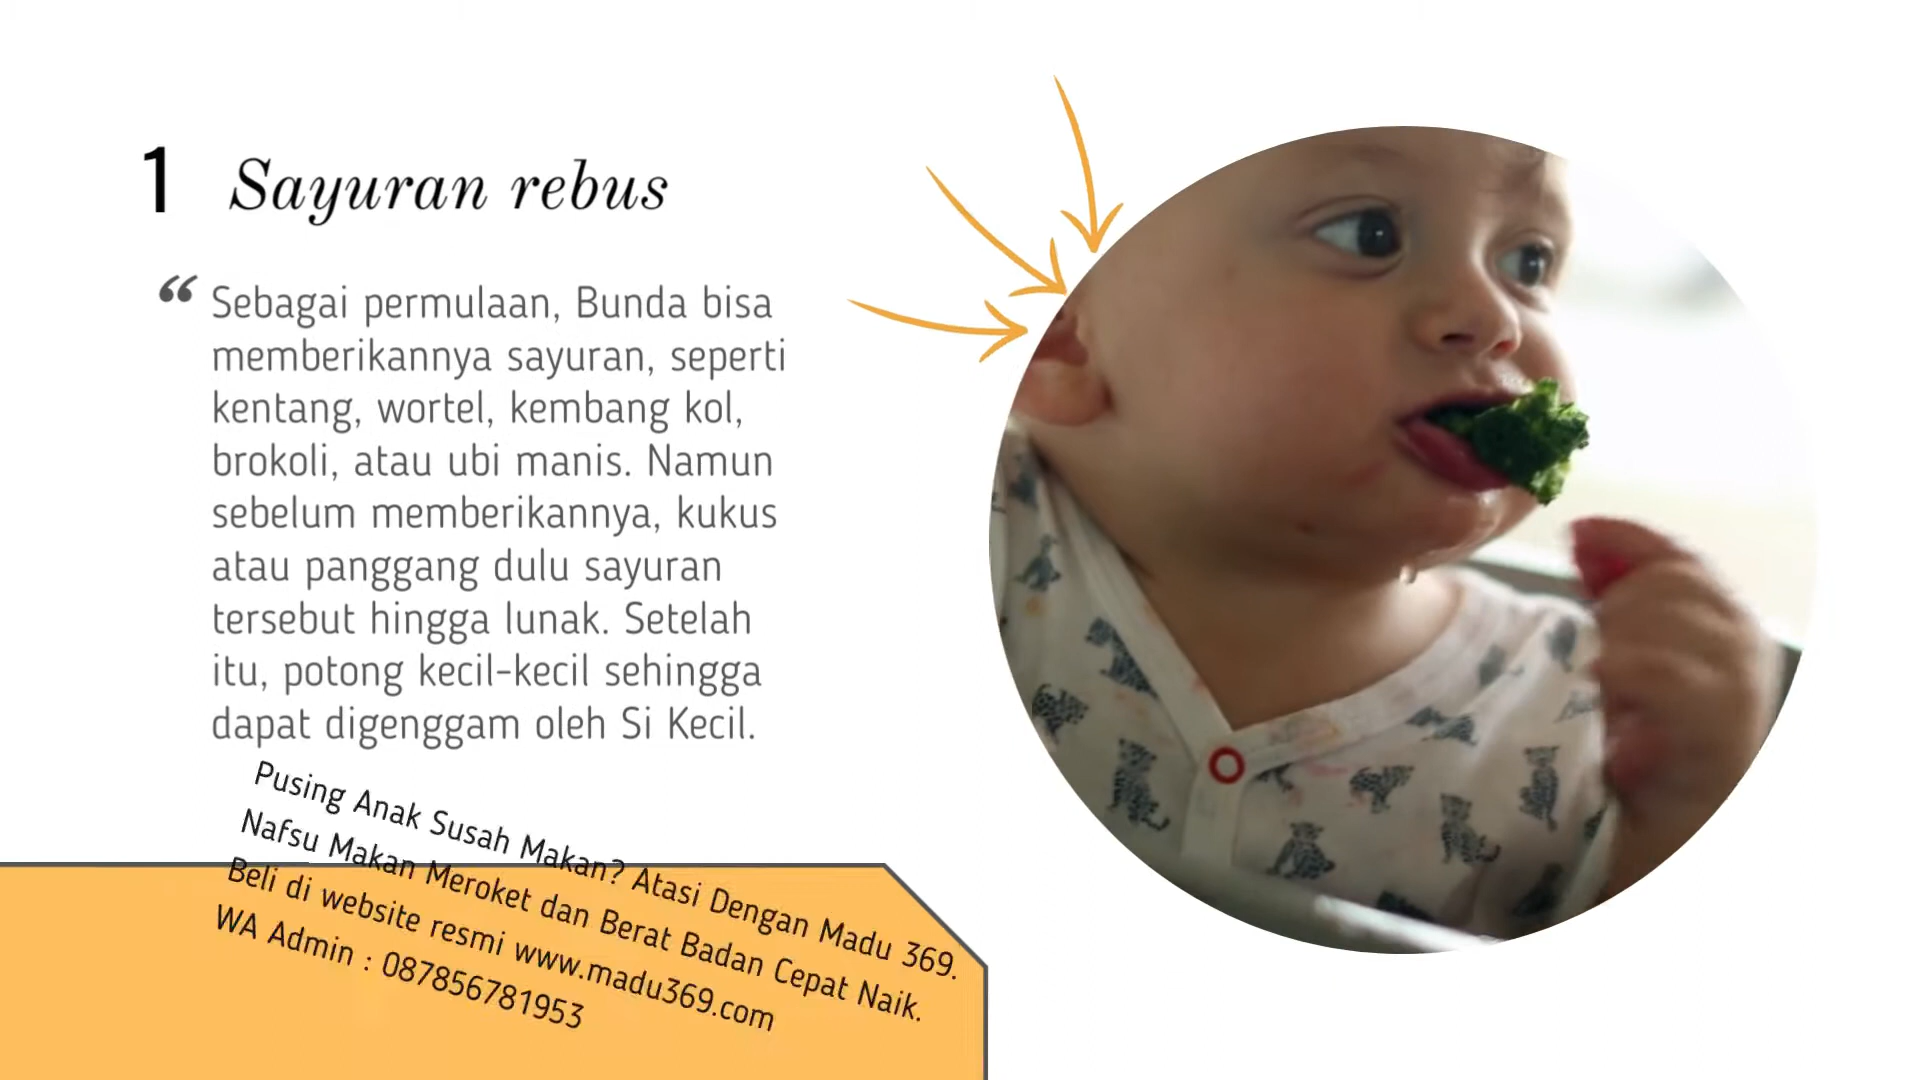 1 Sayuran rebus
“ Sebagai permulaan, Bunda bisa
memberikannya sayuran, seperti
kentang, wortel, kembang kol,
brokoli, atau ubi manis. Namun
sebelum memberikannya, kukus
atau panggang dulu sayuran
tersebut hingga lunak. Setelah
itu, potong kecil-kecil sehingga
dapat digenggam oleh Si Kecil.
Pusing Anak Susah Makan? Atasi Dengan Madu 369.
Nafsu Makan Meroket dan Berat Badan Cepat Naik.
Beli di website resmi www.madu369.com
WA Admin : 087856781953